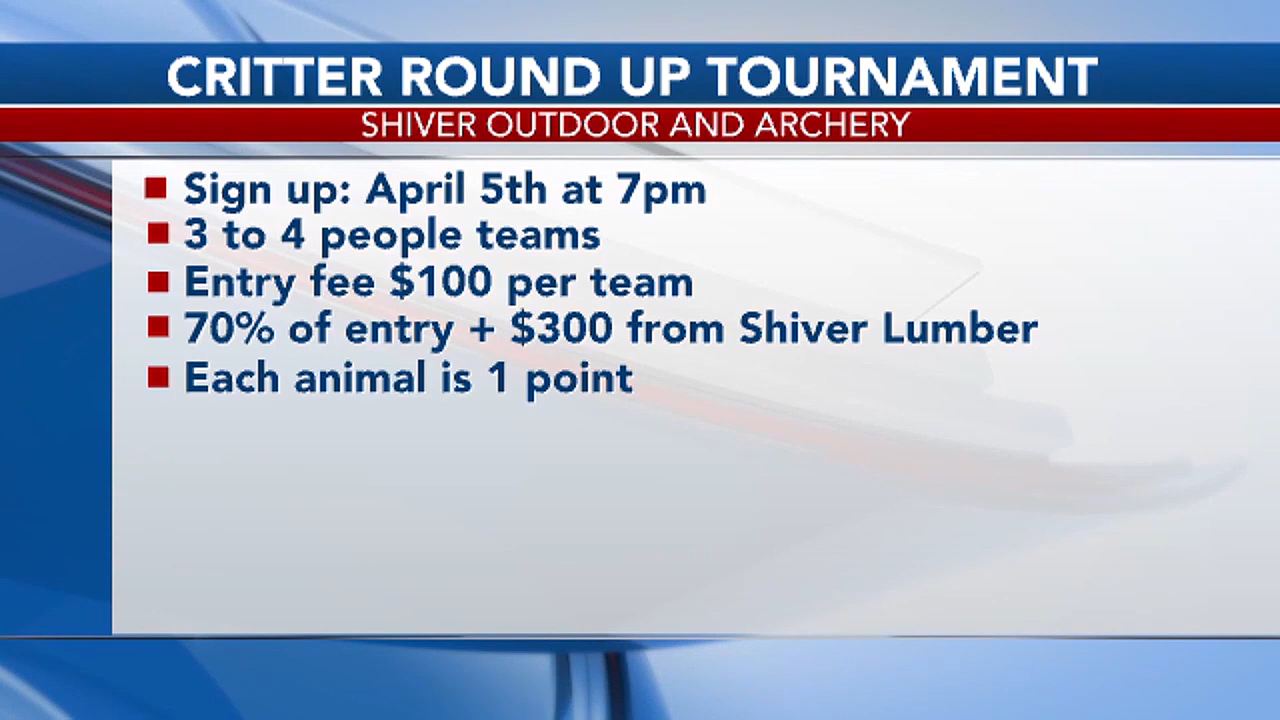 CRITTER ROUND UP TOURNAMENT
SHIVER OUTDOOR AND ARCHERY
Sign up: April 5th at 7pm
3 to 4 people teams
Entry fee $100 per team
70% of entry + $300 from Shiver Lumber
Each animal is 1 point